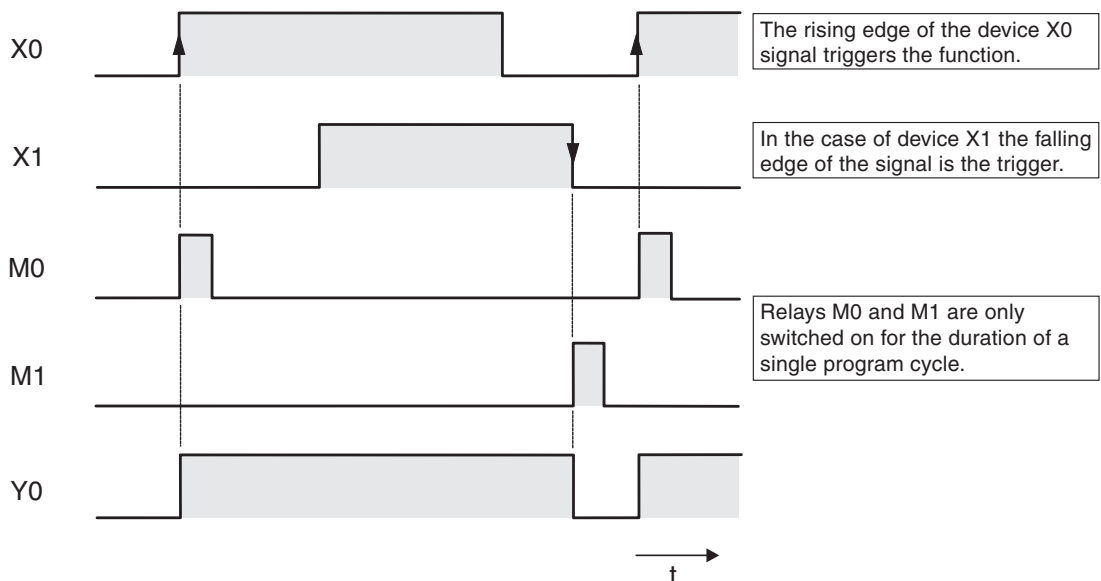 X0
The rising edge of the device X0
signal triggers the function.
X1
In the case of device X1 the falling
edge of the signal is the trigger.
M0
Relays M0 and M1 are only
switched on for the duration of a
single program cycle.
M1
Y0
t